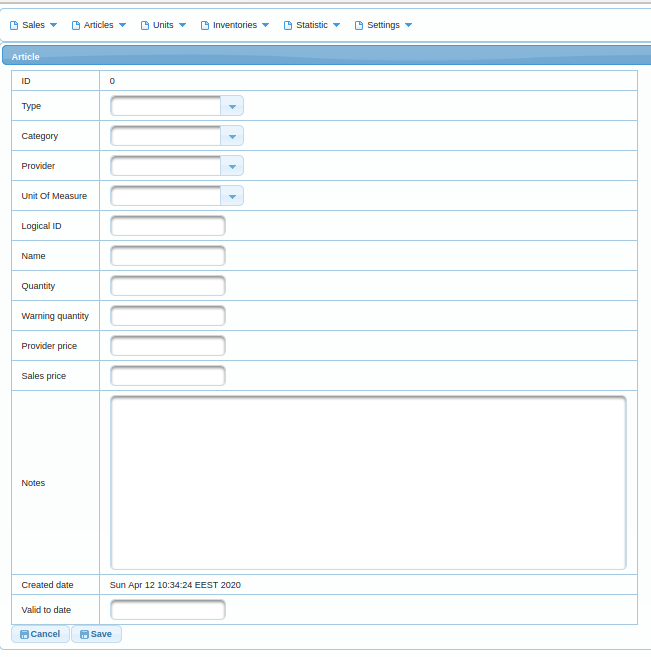 Sales Articles Units Inventories Statistic Settings
Article
ID 0
Type
Category
Provider
Unit Of Measure
Logical ID
Name
Quantity
Warning quantity
Provider price
Sales price
Notes
Created date Sun Apr 12 10:34:24 EEST 2020
Valid to date
Cancel Save